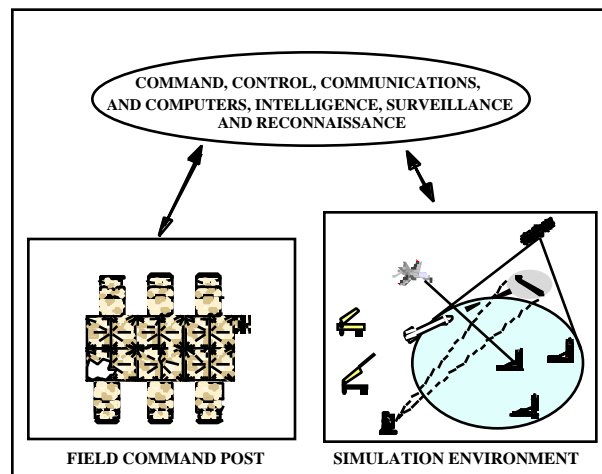 COMMAND, CONTROL, COMMUNICATIONS,
AND COMPUTERS, INTELLIGENCE, SURVEILLANCE
AND RECONNAISSANCE
FIELD COMMAND POST
SIMULATION ENVIRONMENT